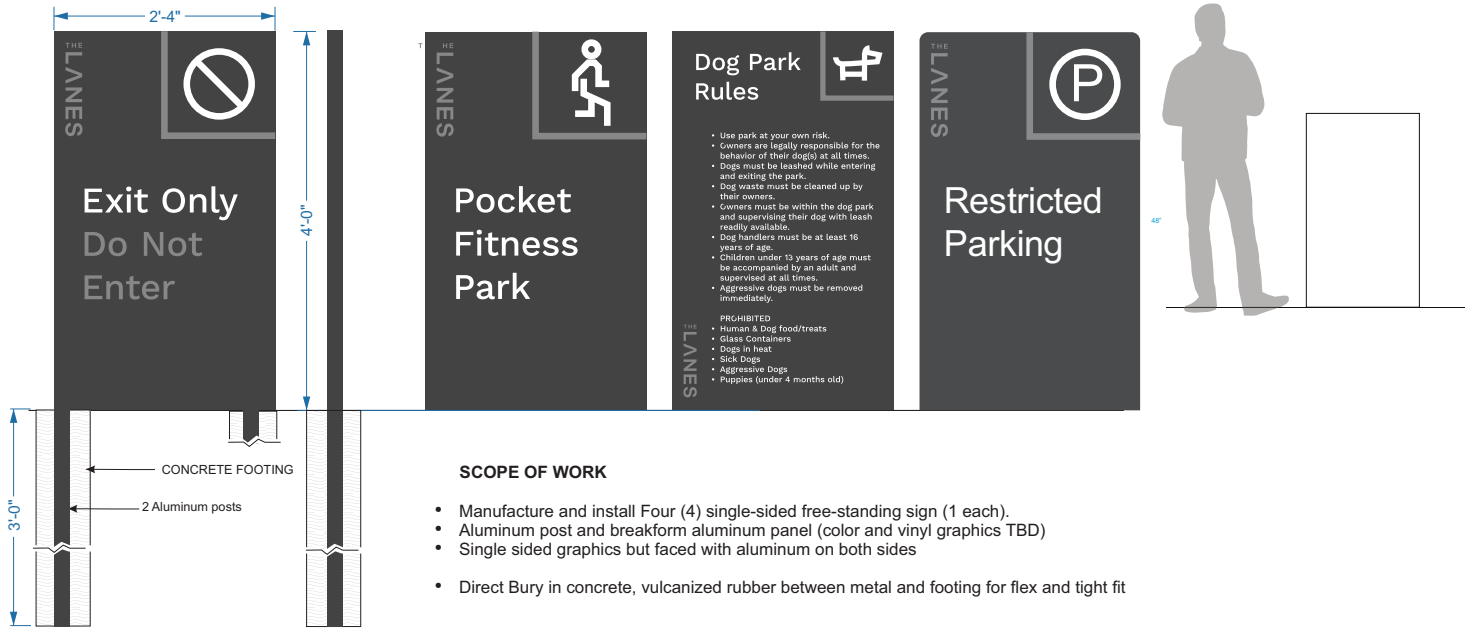 2'-4"
THE
LANES
Exit Only
Do Not
Enter
4'-0"
T HE
LANES
Pocket
Fitness
Park
Dog Park
Rules
• Use park at your own risk.
• Owners are legally responsible for the
behavior of their dog(s) at all times.
• Dogs must be leashed while entering
and exiting the park.
• Dog waste must be cleaned up by
their owners.
• Owners must be within the dog park
and supervising their dog with leash
readily available.
• Dog handlers must be at least 16
years of age.
• Children under 13 years of age must
be accompanied by an adult and
supervised at all times.
• Aggressive dogs must be removed
immediately.
PROHIBITED
• Human & Dog food/treats
• Glass Containers
• Dogs in heat
• Sick Dogs
• Aggressive Dogs
• Puppies (under 4 months old)
THE
LANES
THE
LANES
P
Restricted
Parking
48"
3'-0"
CONCRETE FOOTING
2 Aluminum posts
SCOPE OF WORK
• Manufacture and install Four (4) single-sided free-standing sign (1 each).
• Aluminum post and breakform aluminum panel (color and vinyl graphics TBD)
• Single sided graphics but faced with aluminum on both sides
• Direct Bury in concrete, vulcanized rubber between metal and footing for flex and tight fit